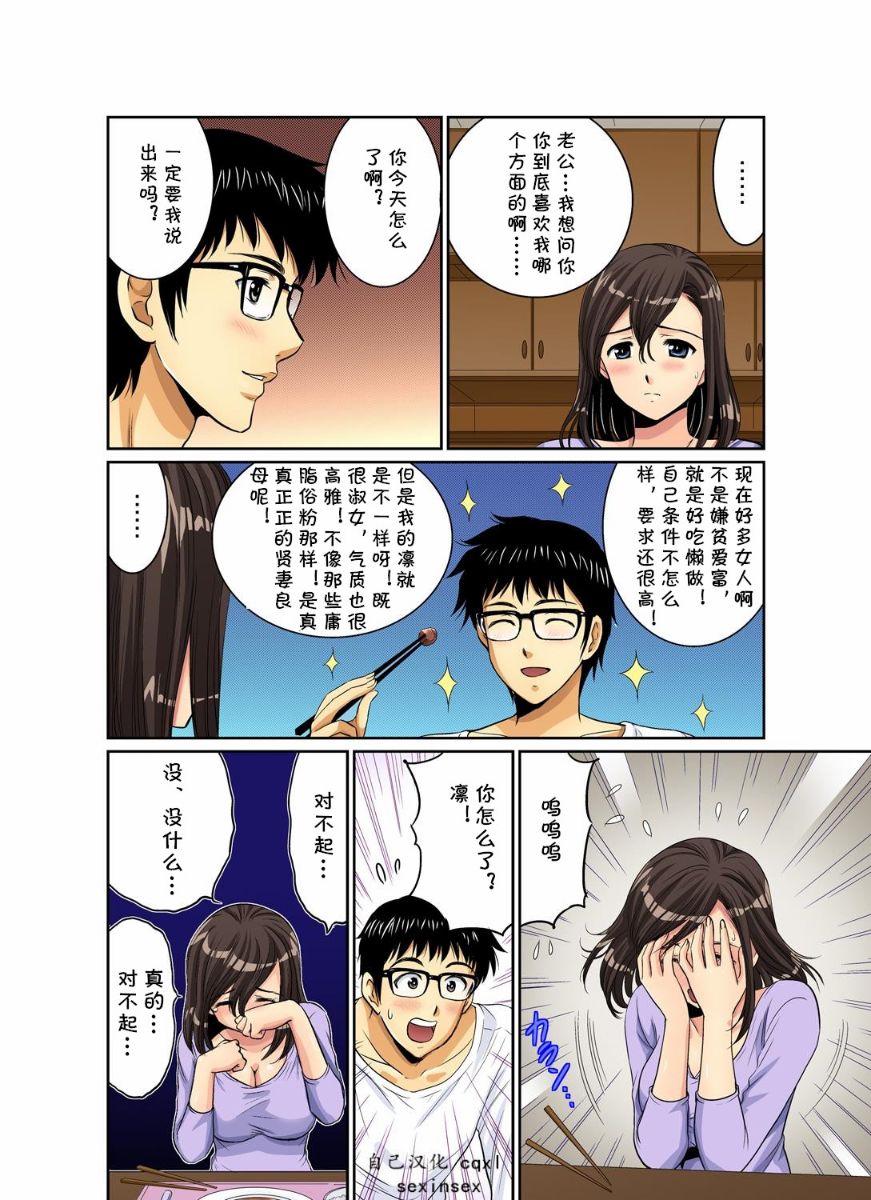 ……
老公…我想问你
你到底喜欢我哪
个方面的啊……
你今天怎么
了啊？
一定要我说
出来吗？
现在好多女人啊
不是嫌贫爱富，
就是好吃懒做！
自己条件不怎么
样，要求还很高！
但是我的凛就
是不一样呀！既
很淑女，气质也很
高雅！不像那些庸
脂俗粉那样！是真
真正正的贤妻良
母呢！
……
呜呜呜
カラン…
你怎么了？
凛！
对不起…
没、没什么…
真的…
对不起…
自己汉化 cqxl
sexinsex